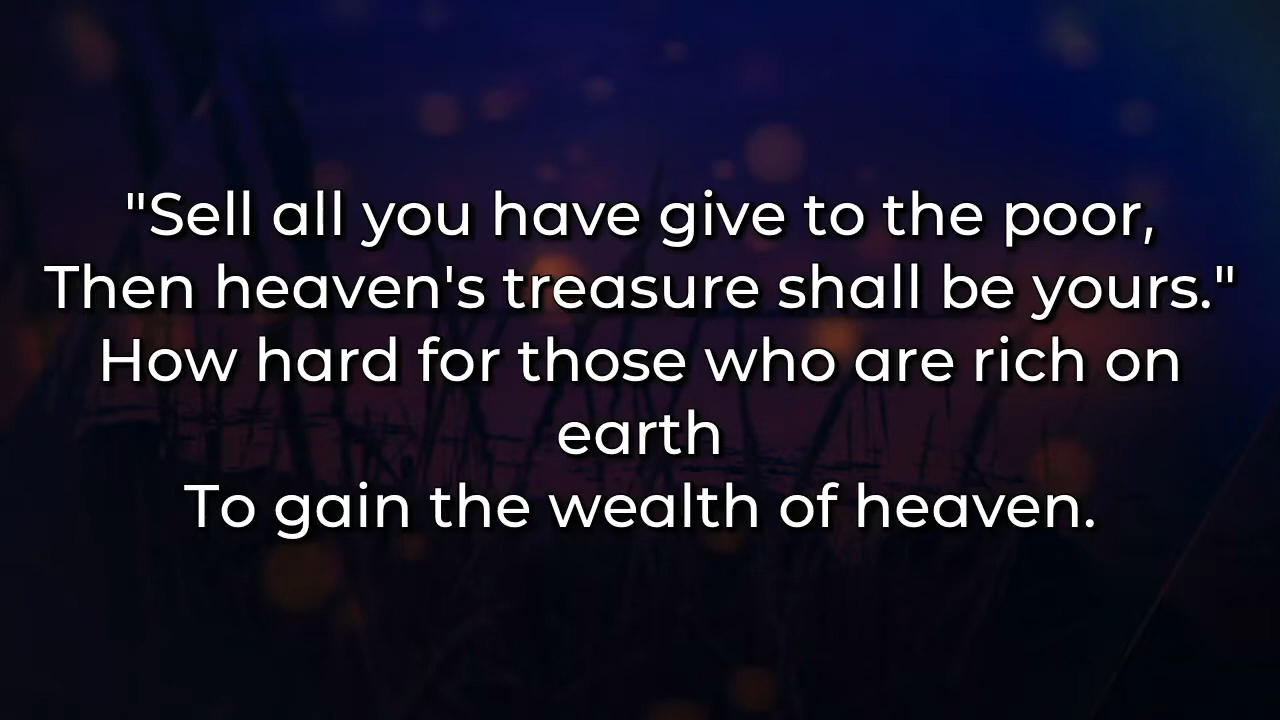 "Sell all you have give to the poor,
Then heaven's treasure shall be yours."
How hard for those who are rich on
earth
To gain the wealth of heaven.